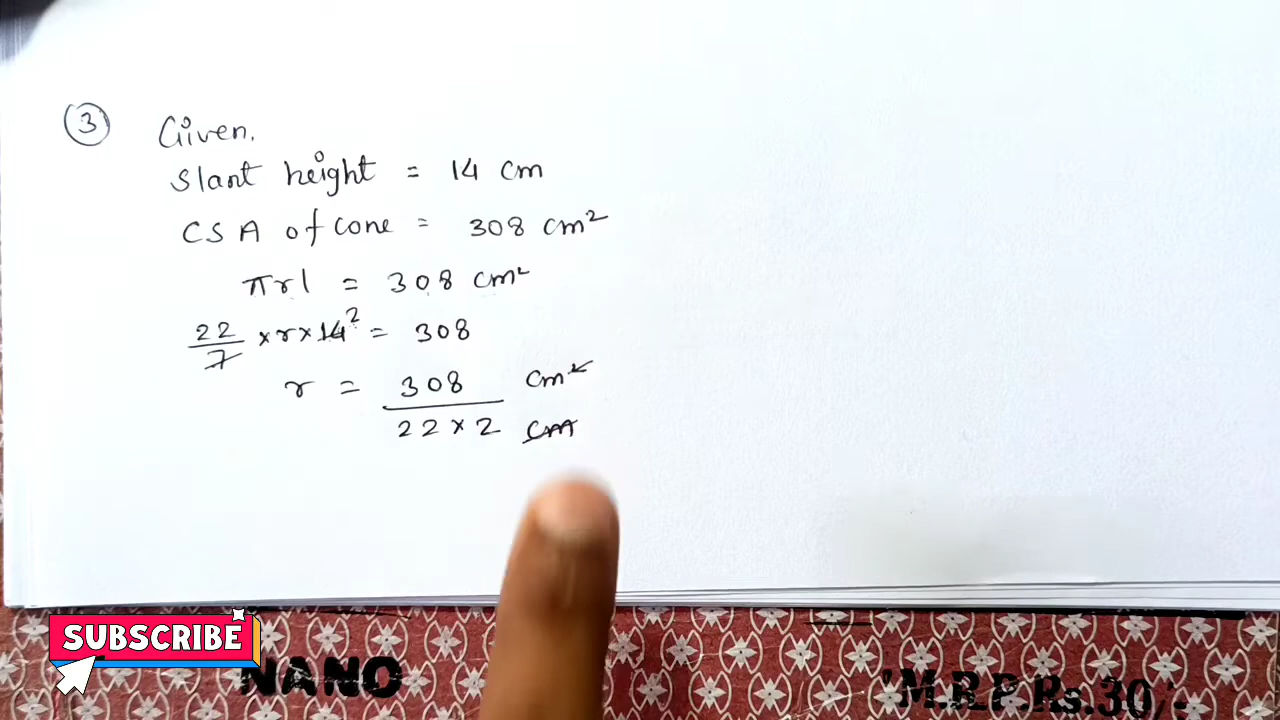 3 Given.
Slant height = 14 cm
CSA of cone = 308 cm²
πrl = 308 cm²
22/7 × r × 14² = 308
r = 308 cm²
22 × 2 cm
SUBSCRIBE
NANO
M.R.P. Rs.30/-